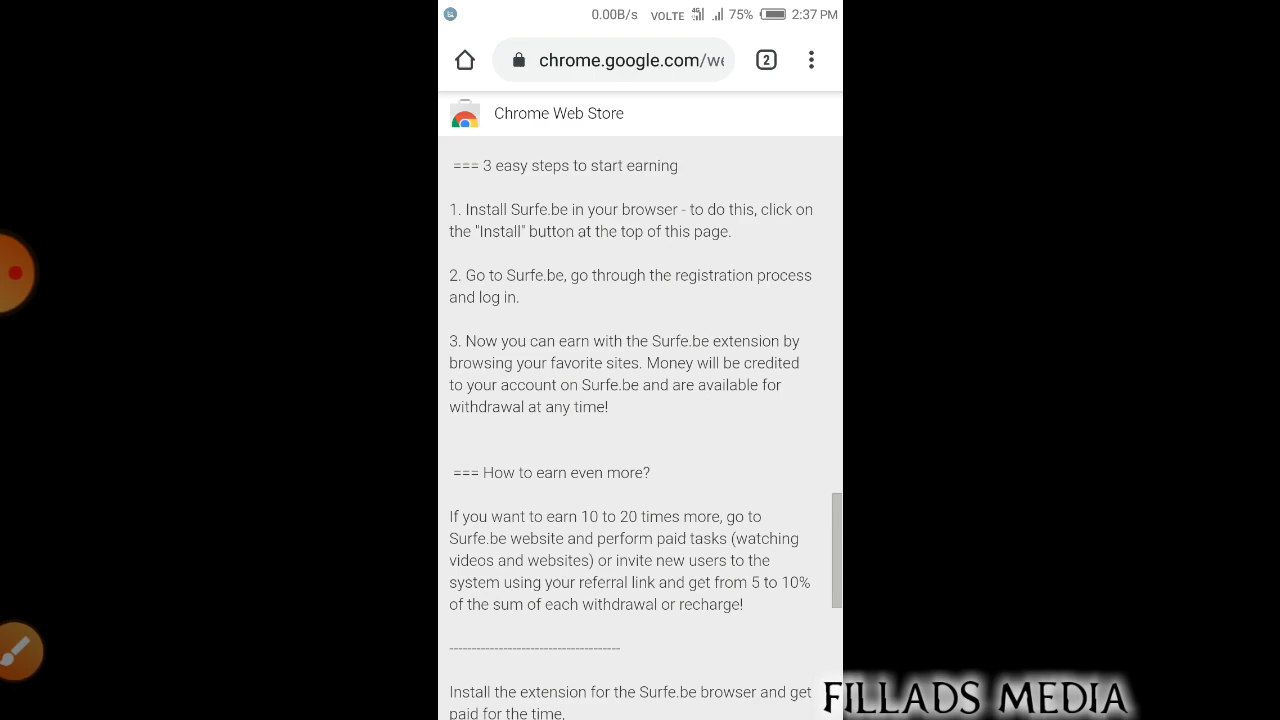 0.00B/s VOLTE 4G 75% 2:37 PM
chrome.google.com/we
2
Chrome Web Store
=== 3 easy steps to start earning
1. Install Surfe.be in your browser - to do this, click on
the "Install" button at the top of this page.
2. Go to Surfe.be, go through the registration process
and log in.
3. Now you can earn with the Surfe.be extension by
browsing your favorite sites. Money will be credited
to your account on Surfe.be and are available for
withdrawal at any time!
=== How to earn even more?
If you want to earn 10 to 20 times more, go to
Surfe.be website and perform paid tasks (watching
videos and websites) or invite new users to the
system using your referral link and get from 5 to 10%
of the sum of each withdrawal or recharge!
--------------------------------------
Install the extension for the Surfe.be browser and get
paid for the time,
FILLADS MEDIA